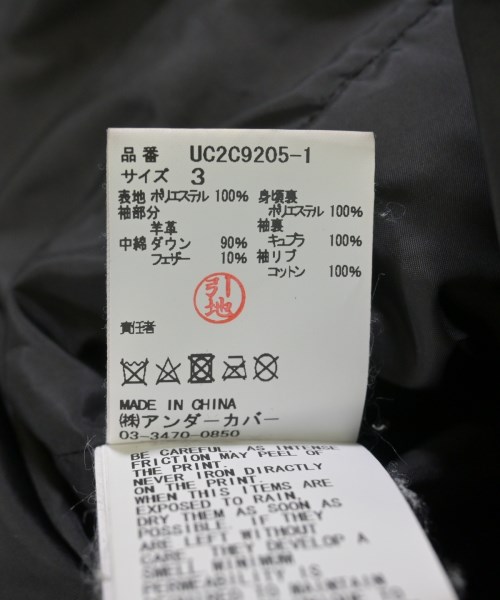 品番 UC2C9205-1
サイズ 3
表地 ポリエステル 100%
袖部分
羊革
中綿 ダウン 90%
フェザー 10%
身頃裏
ポリエステル 100%
袖裏
キュプラ 100%
袖リブ
コットン 100%
引地
責任者
MADE IN CHINA
㈱アンダーカバー
03-3470-0850
BE CAREFUL, AS INTENSE
FRICTION MAY PEEL OF
THE PRINT.
NEVER IRON DIRACTLY
ON THE PRINT.
WHEN THIS ITEMS ARE
EXPOSED TO RAIN,
DRY THEM AS SOON AS
POSSIBLE. IF THEY
ARE LEFT WITHOUT
CARE, THEY DEVELOP A
SMELL MINIMUM
PERMEABILITY IS
REQUIRED TO MAINTAIN